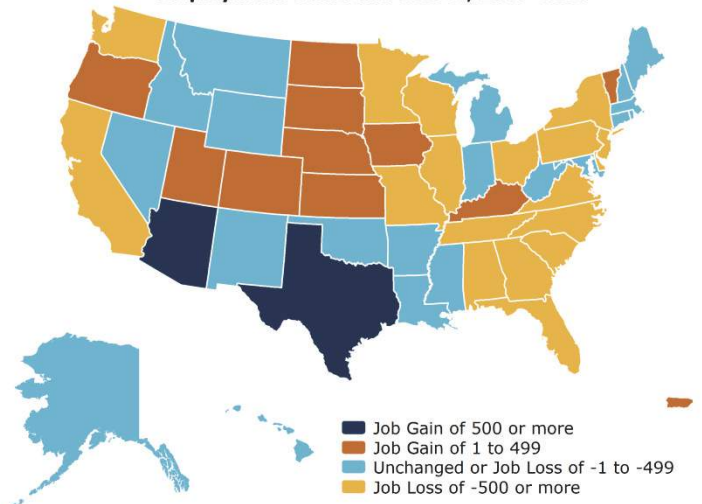 Job Gain of 500 or more
Job Gain of 1 to 499
Unchanged or Job Loss of -1 to -499
Job Loss of -500 or more